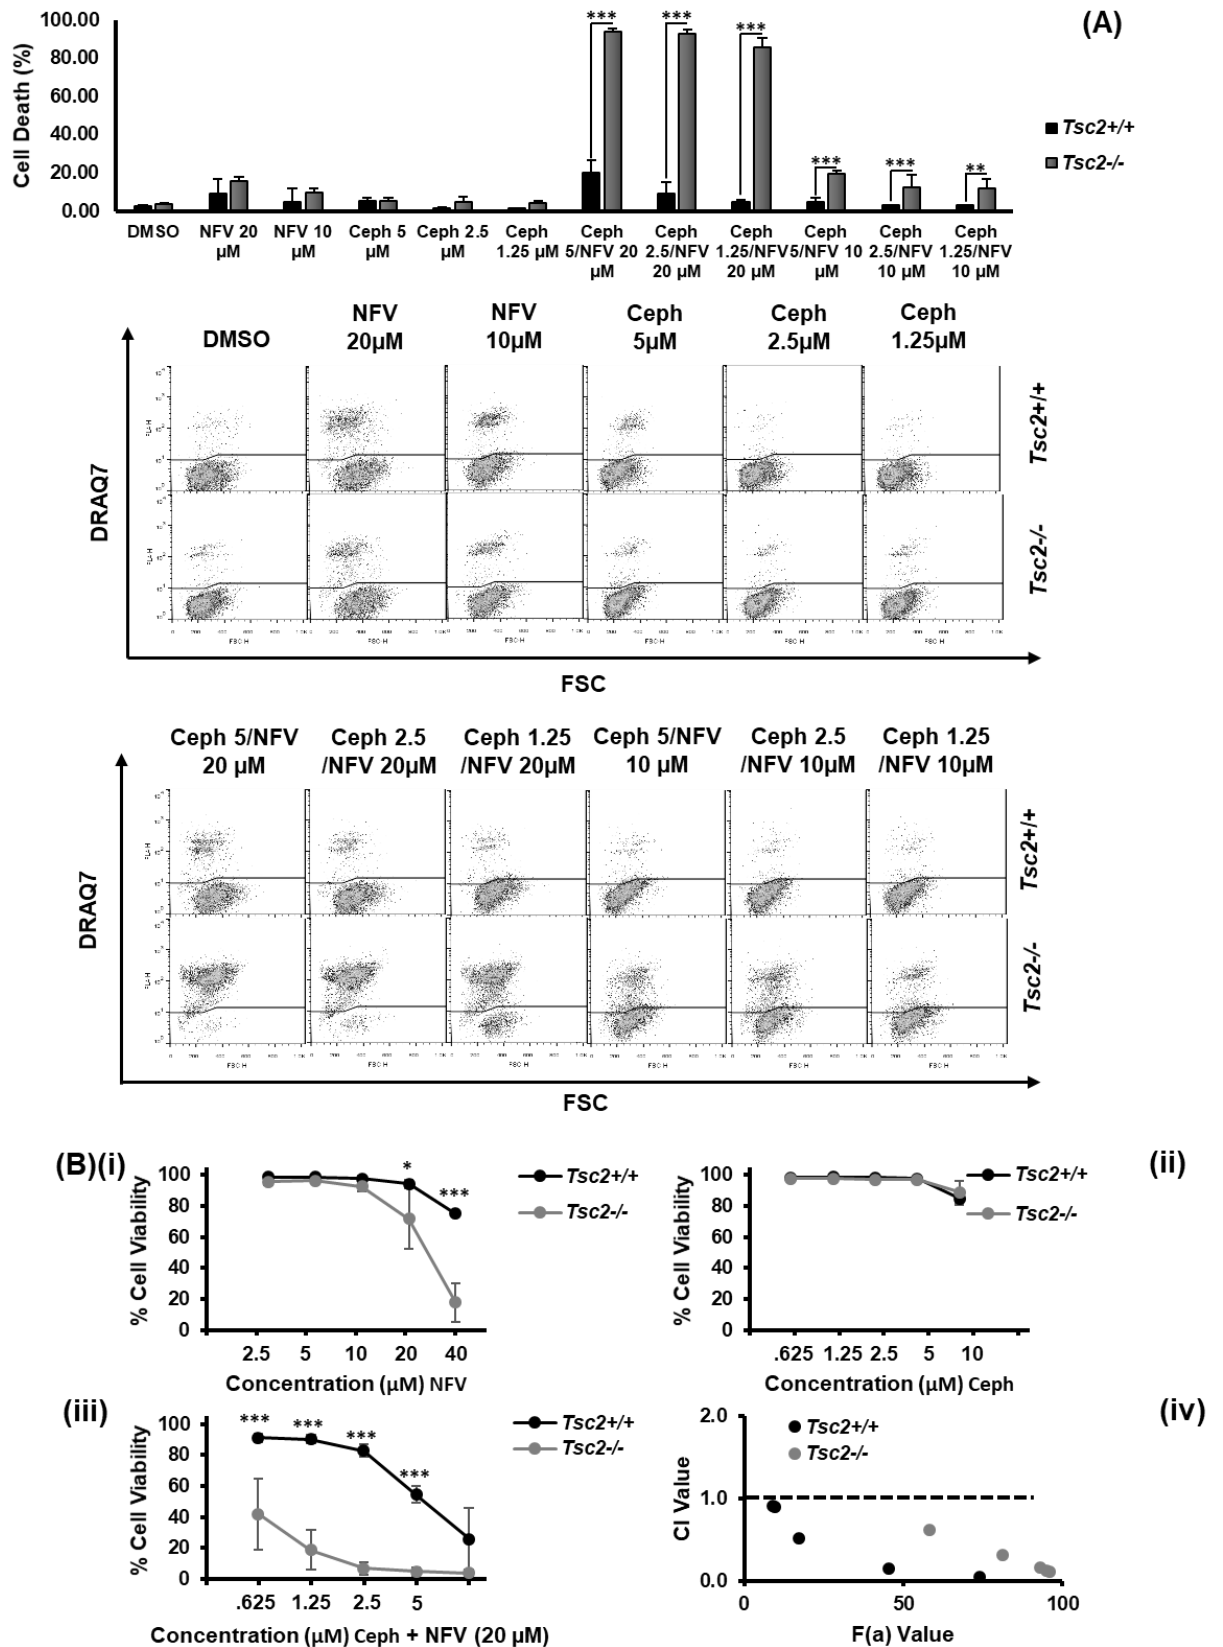 (A)
Cell Death (%)
100.00
80.00
60.00
40.00
20.00
0.00
*** *** *** *** *** **
Tsc2+/+
Tsc2-/-
DMSO NFV 20 NFV 10 Ceph 5 Ceph 2.5 Ceph Ceph Ceph Ceph Ceph Ceph Ceph
µM µM µM µM 1.25 µM 5/NFV 20 2.5/NFV 1.25/NFV 5/NFV 10 2.5/NFV 1.25/NFV
µM 20 µM 20 µM µM 10 µM 10 µM
NFV NFV Ceph Ceph Ceph
DMSO 20µM 10µM 5µM 2.5µM 1.25µM
DRAQ7
Tsc2+/+
Tsc2-/-
FSC
Ceph 5/NFV Ceph 2.5 Ceph 1.25 Ceph 5/NFV Ceph 2.5 Ceph 1.25
20 µM /NFV 20µM /NFV 20µM 10 µM /NFV 10µM /NFV 10µM
DRAQ7
Tsc2+/+
Tsc2-/-
FSC
(B)(i)
% Cell Viability
100
80
60
40
20
0
* ***
Tsc2+/+
Tsc2-/-
2.5 5 10 20 40
Concentration (µM) NFV
(ii)
% Cell Viability
100
80
60
40
20
0
Tsc2+/+
Tsc2-/-
.625 1.25 2.5 5 10
Concentration (µM) Ceph
(iii)
% Cell Viability
100
80
60
40
20
0
*** *** *** ***
Tsc2+/+
Tsc2-/-
.625 1.25 2.5 5
Concentration (µM) Ceph + NFV (20 µM)
(iv)
CI Value
2.0
1.0
0.0
Tsc2+/+
Tsc2-/-
0 50 100
F(a) Value